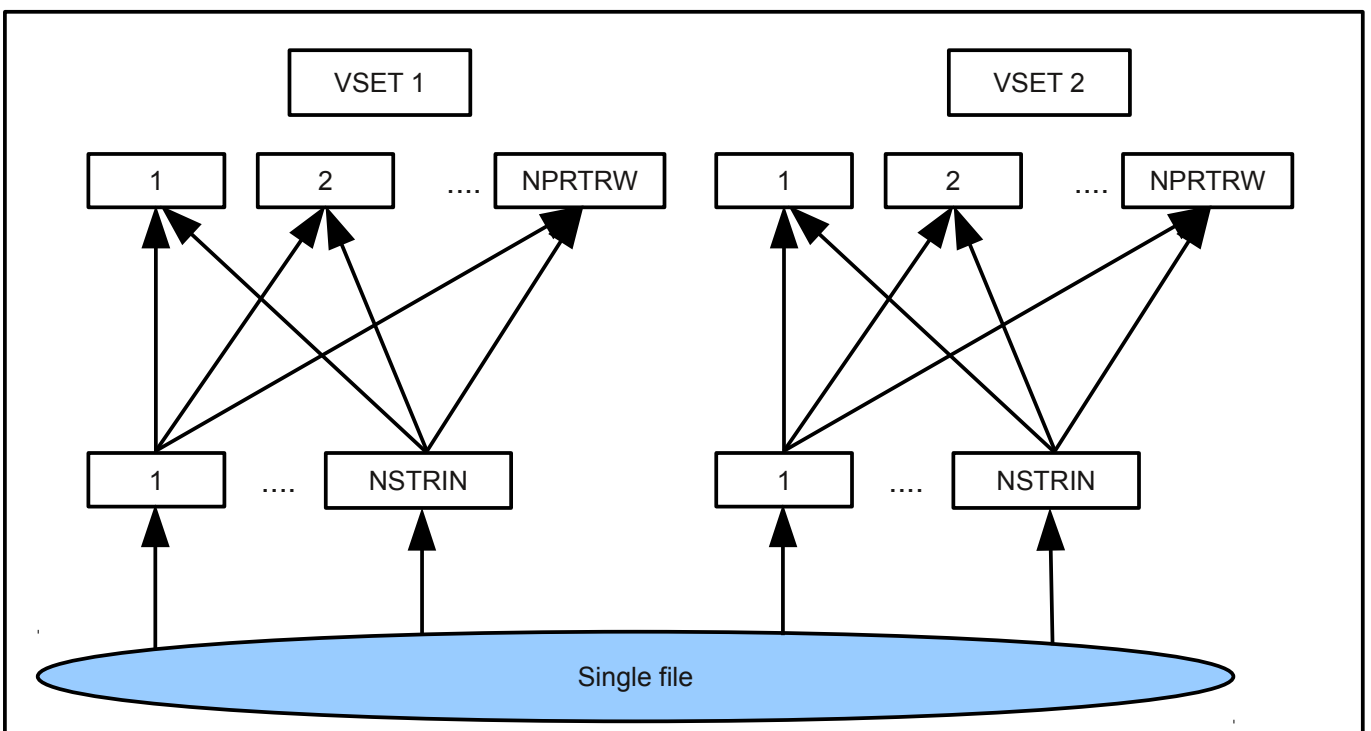 VSET 1 VSET 2
1 2 .... NPRTRW 1 2 .... NPRTRW
1 .... NSTRIN 1 .... NSTRIN
Single file